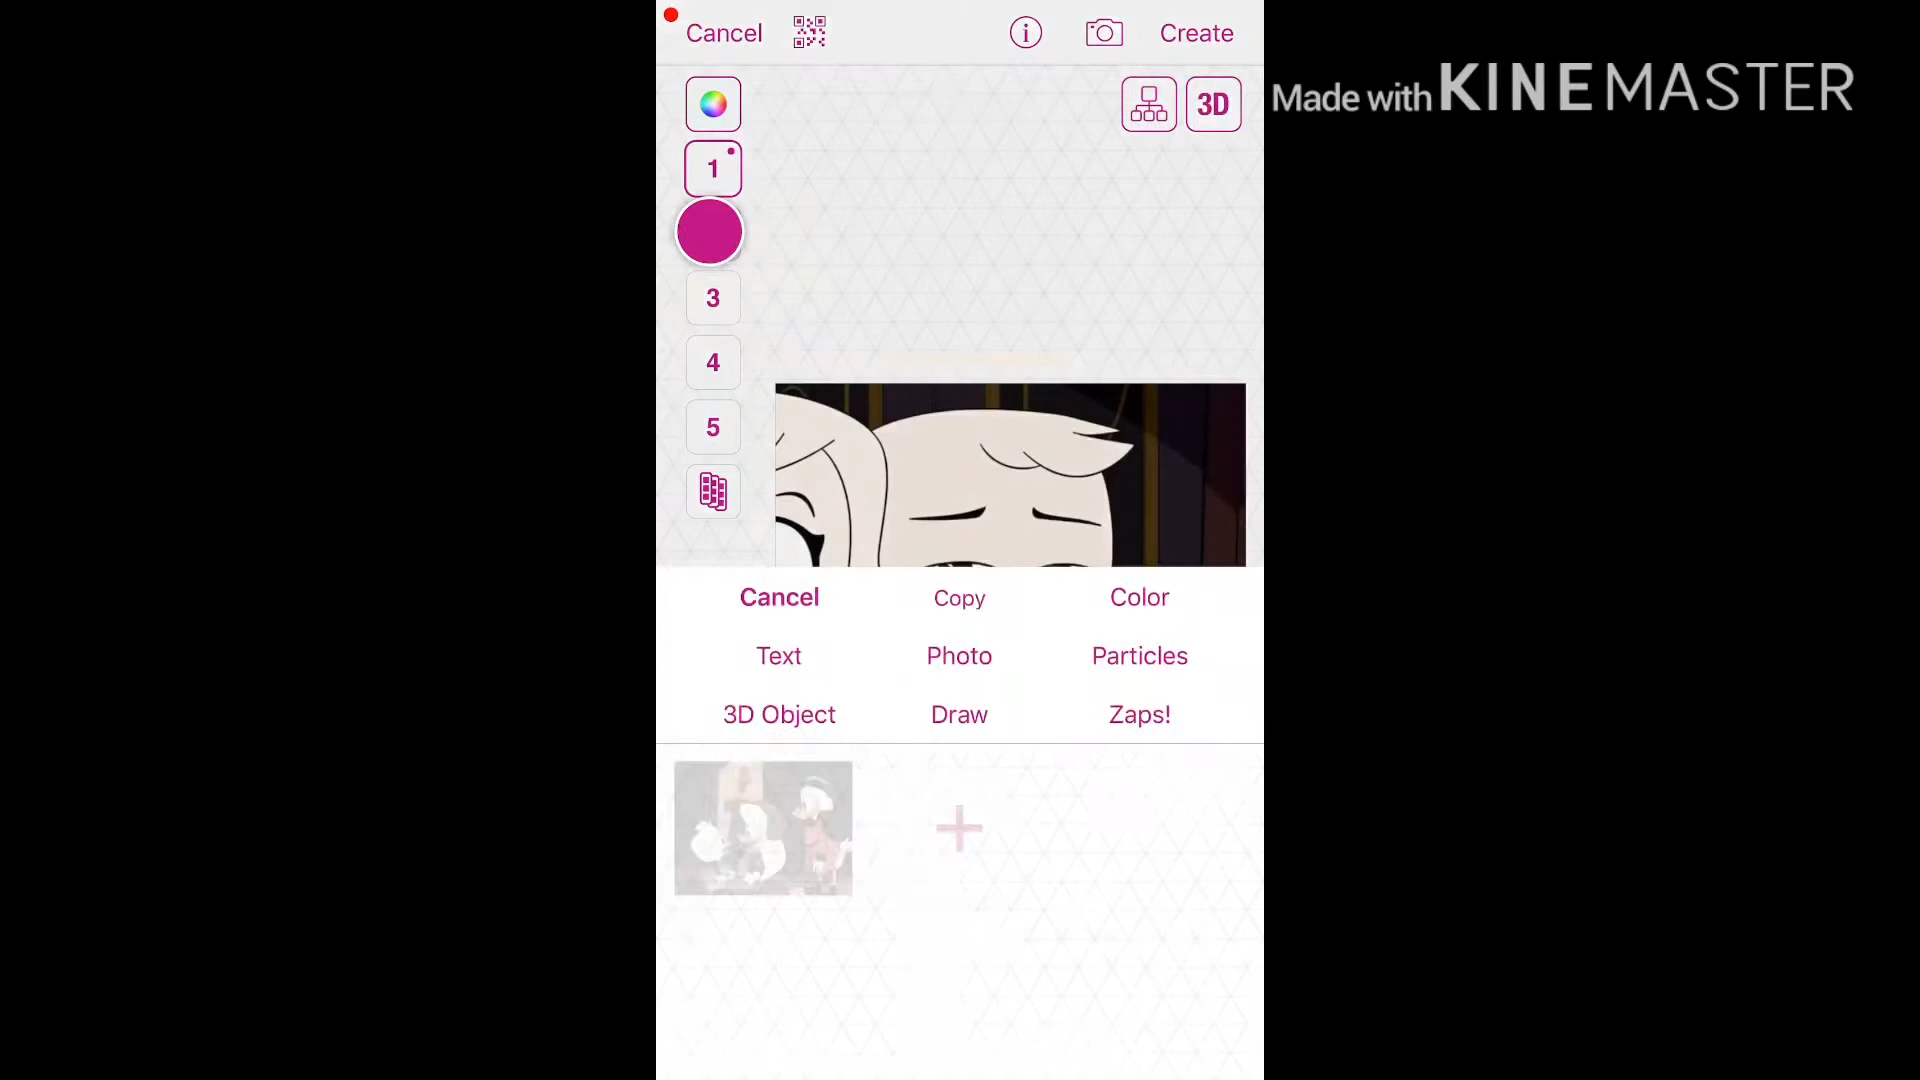 Cancel
Create
Made with KINEMASTER
1
3D
3
4
5
Cancel Copy Color
Text Photo Particles
3D Object Draw Zaps!